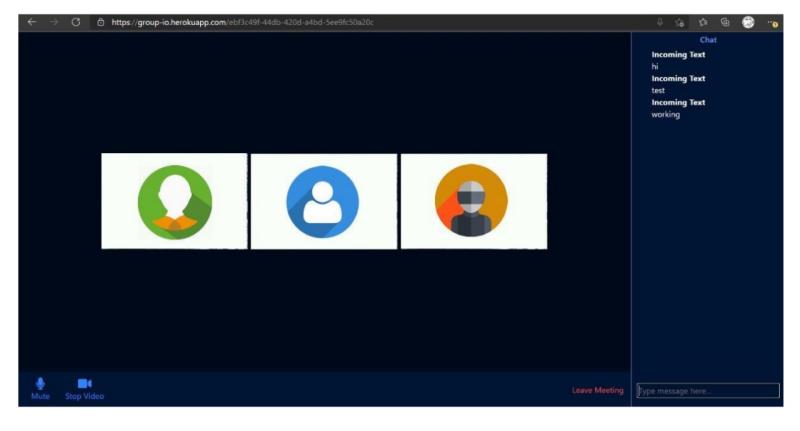 https://group-io.herokuapp.com/ebf3c49f-44db-420d-a4bd-5ee9fc50a20c
Chat
Incoming Text
hi
Incoming Text
test
Incoming Text
working
Mute
Stop Video
Leave Meeting
Type message here...